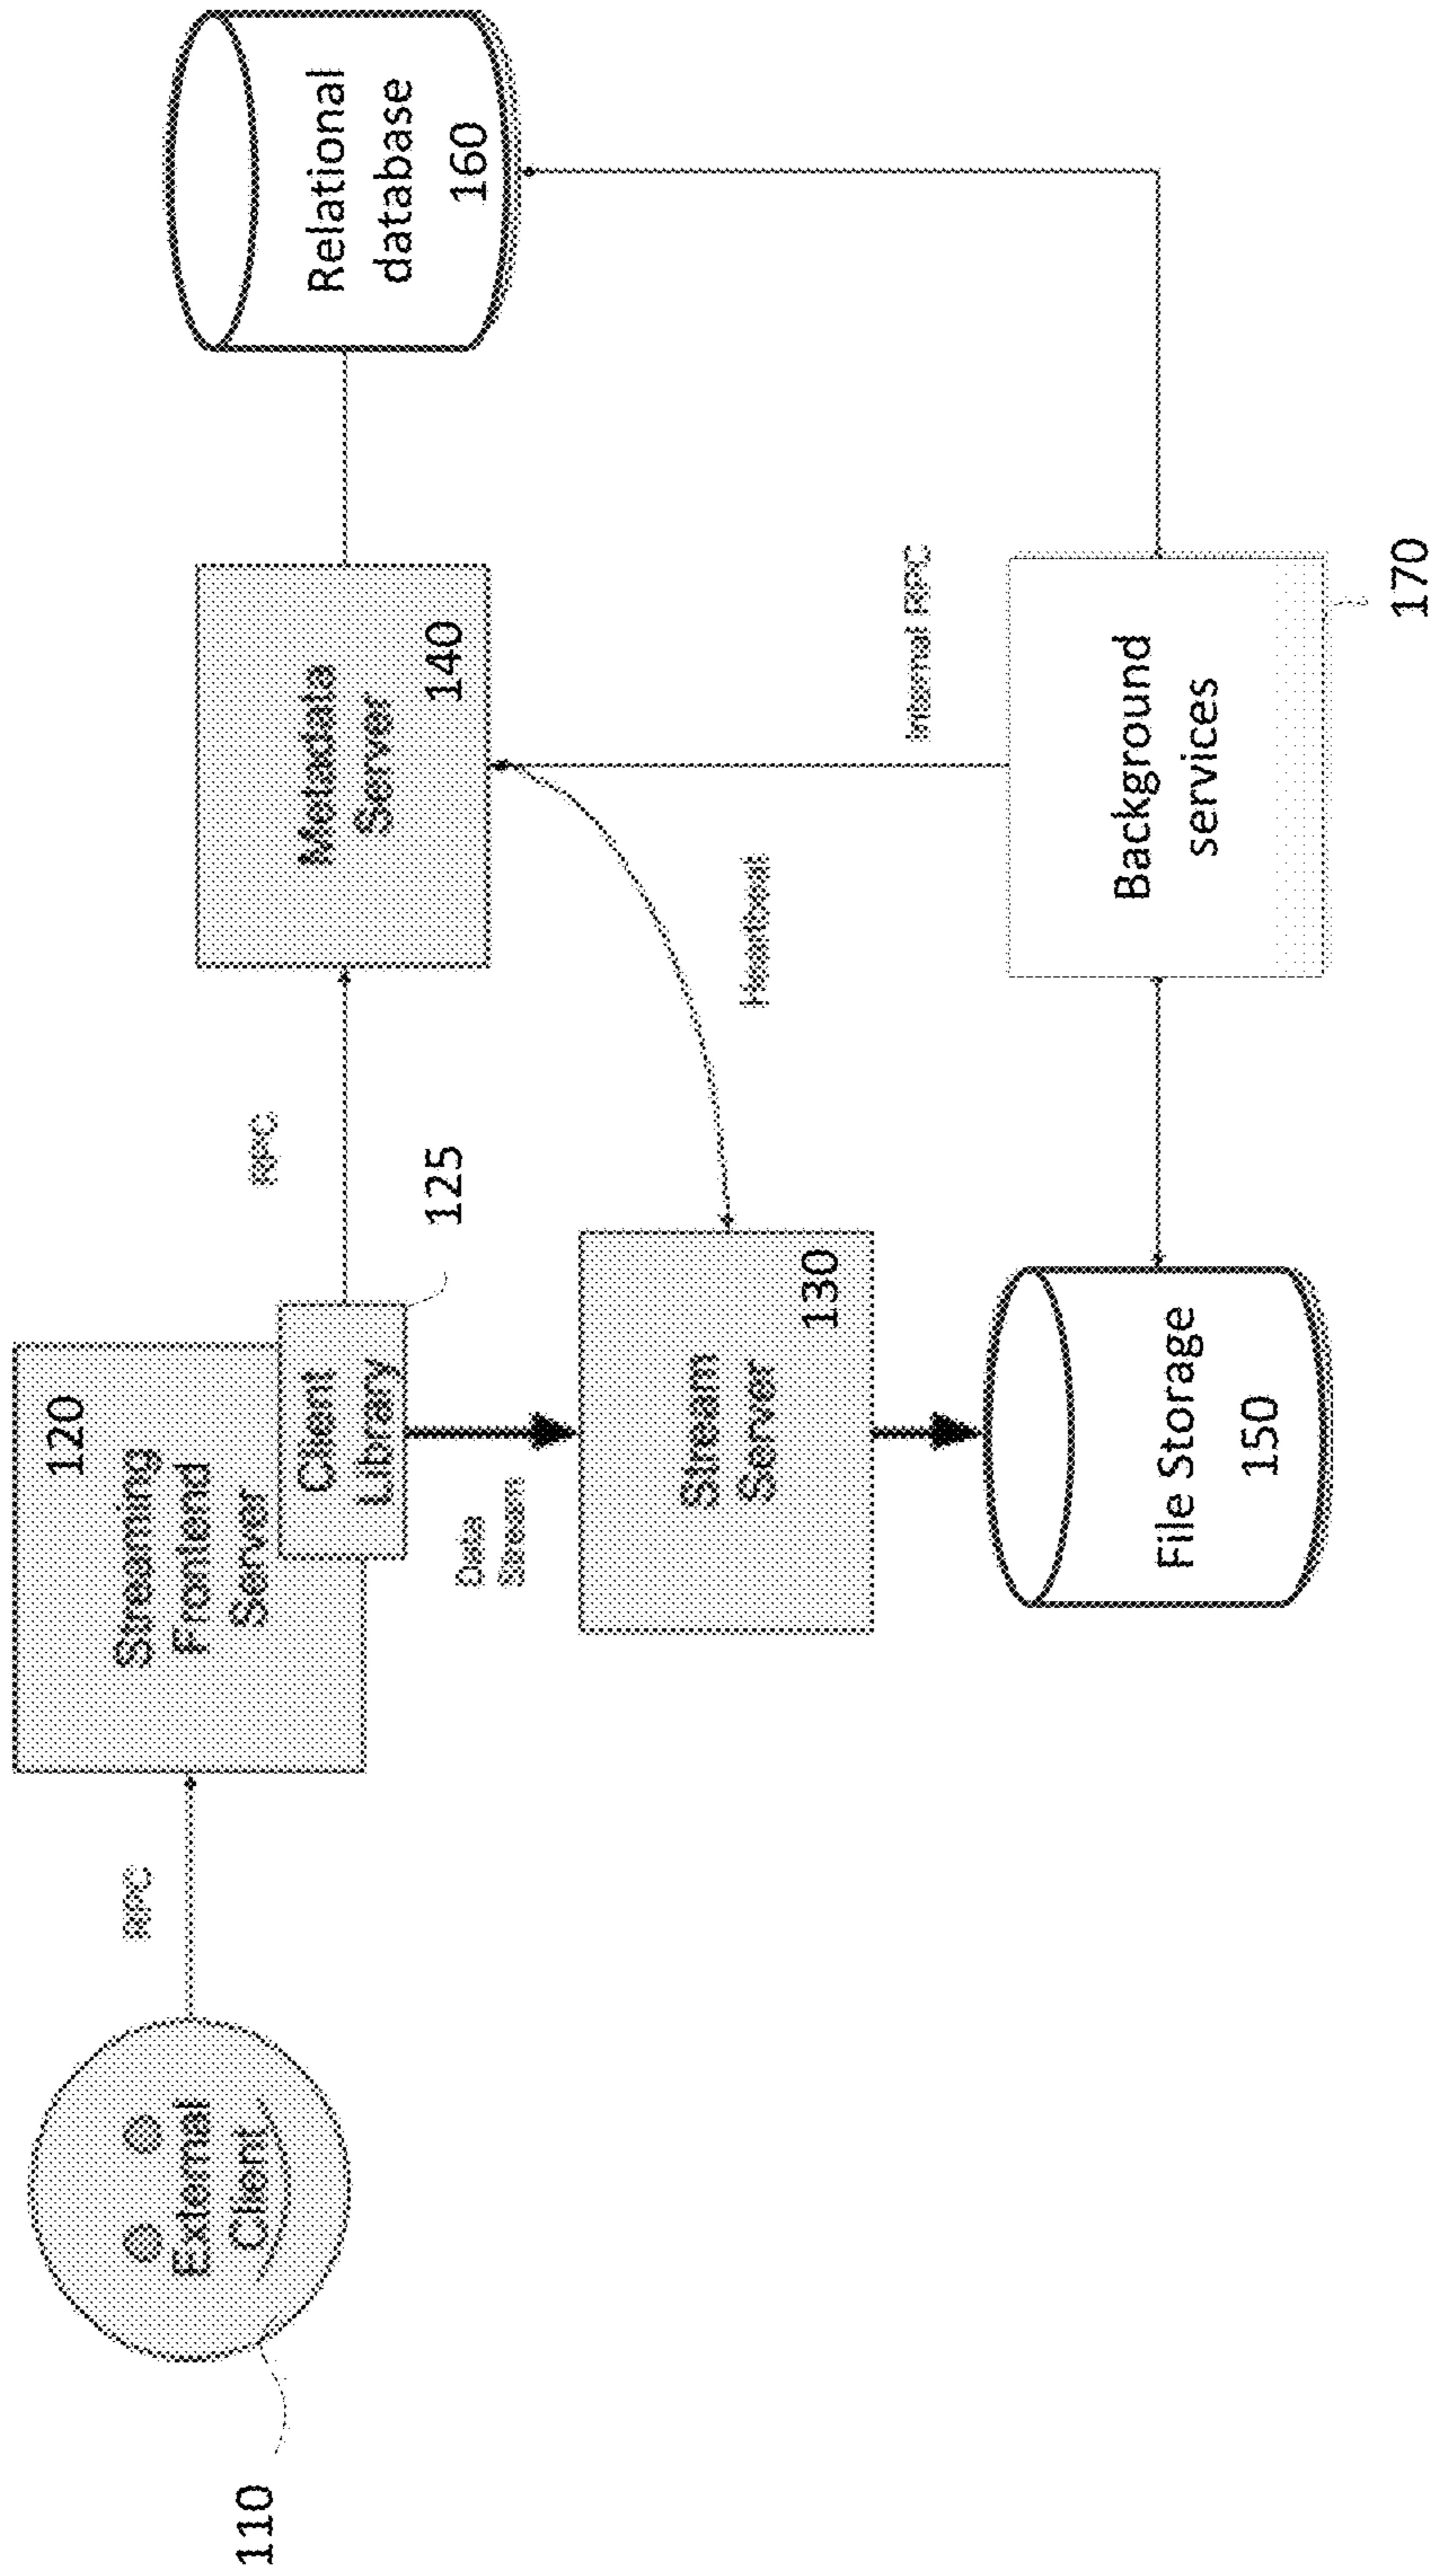 110
External
Client
RPC
120
Streaming
Frontend
Server
Client
Library
125
RPC
Metadata
Server
140
Relational
database
160
Data
Stream
Stream
Server
130
Heartbeat
Internal RPC
File Storage
150
Background
services
170